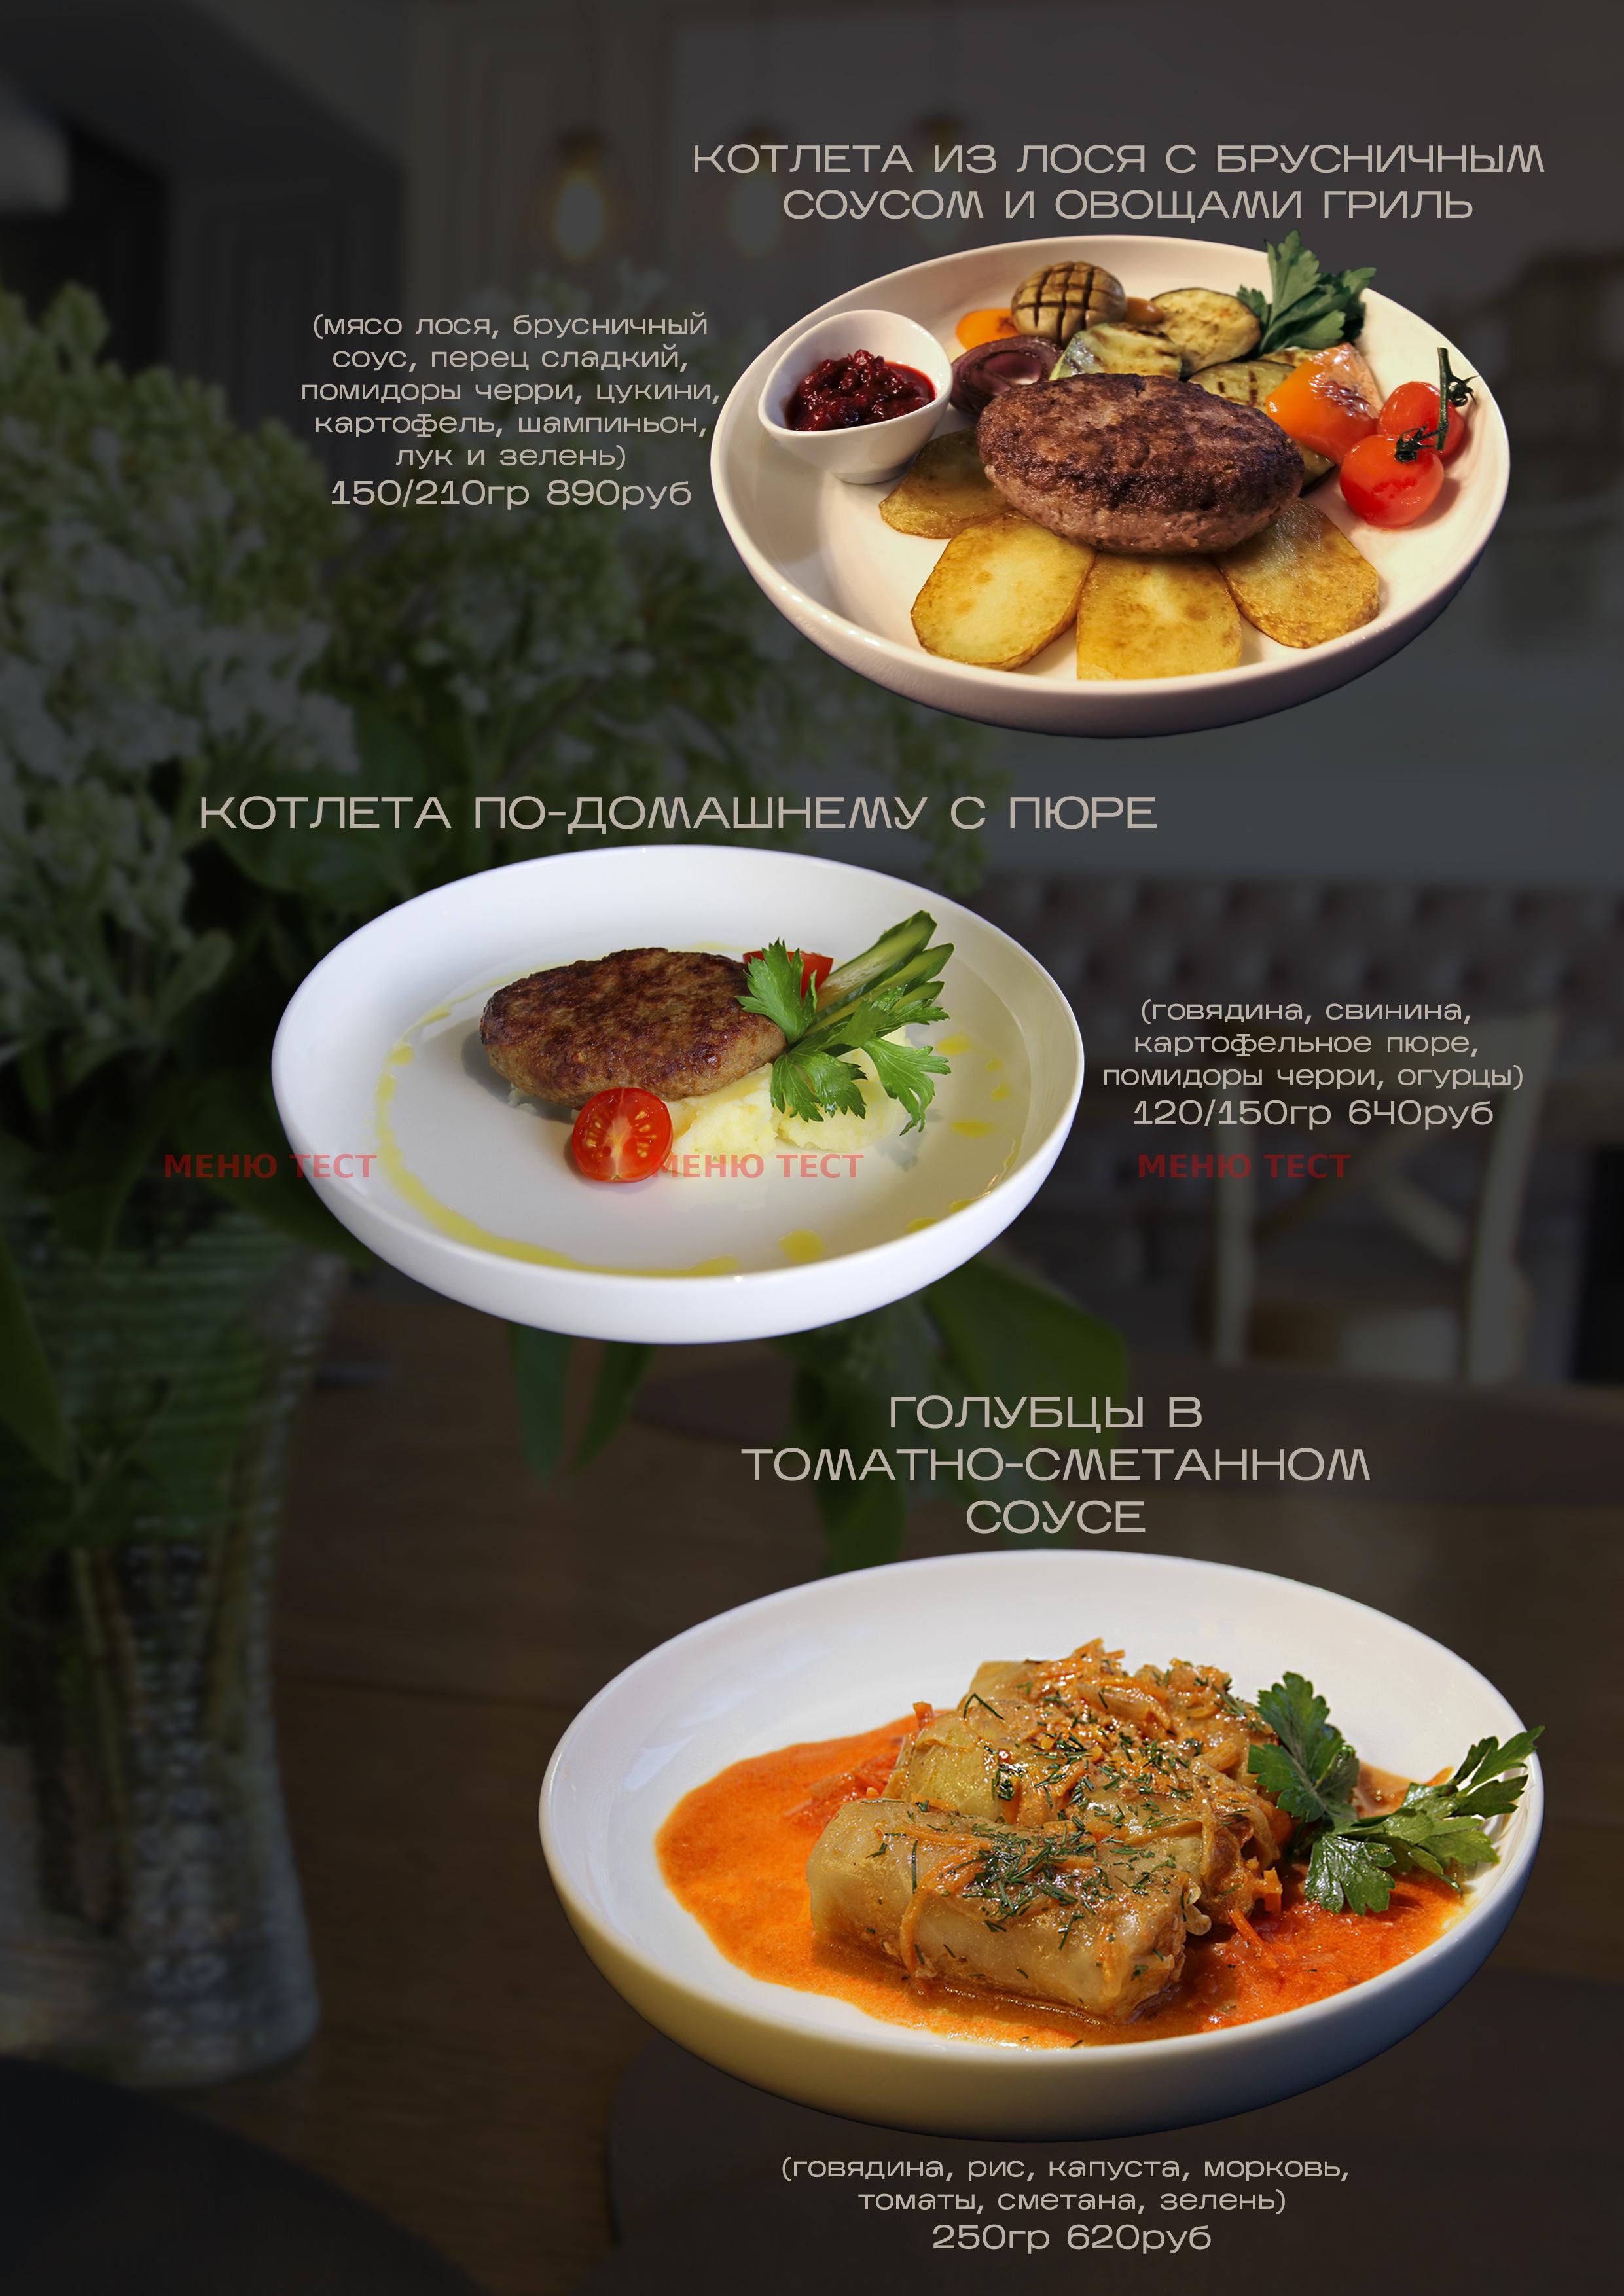 КОТЛЕТА ИЗ ЛОСЯ С БРУСНИЧНЫМ
СОУСОМ И ОВОЩАМИ ГРИЛЬ
(мясо лося, брусничный
соус, перец сладкий,
помидоры черри, цукини,
картофель, шампиньон,
лук и зелень)
150/210гр 890руб
КОТЛЕТА ПО-ДОМАШНЕМУ С ПЮРЕ
(говядина, свинина,
картофельное пюре,
помидоры черри, огурцы)
120/150гр 640руб
МЕНЮ ТЕСТ МЕНЮ ТЕСТ МЕНЮ ТЕСТ
ГОЛУБЦЫ В
ТОМАТНО-СМЕТАННОМ
СОУСЕ
(говядина, рис, капуста, морковь,
томаты, сметана, зелень)
250гр 620руб